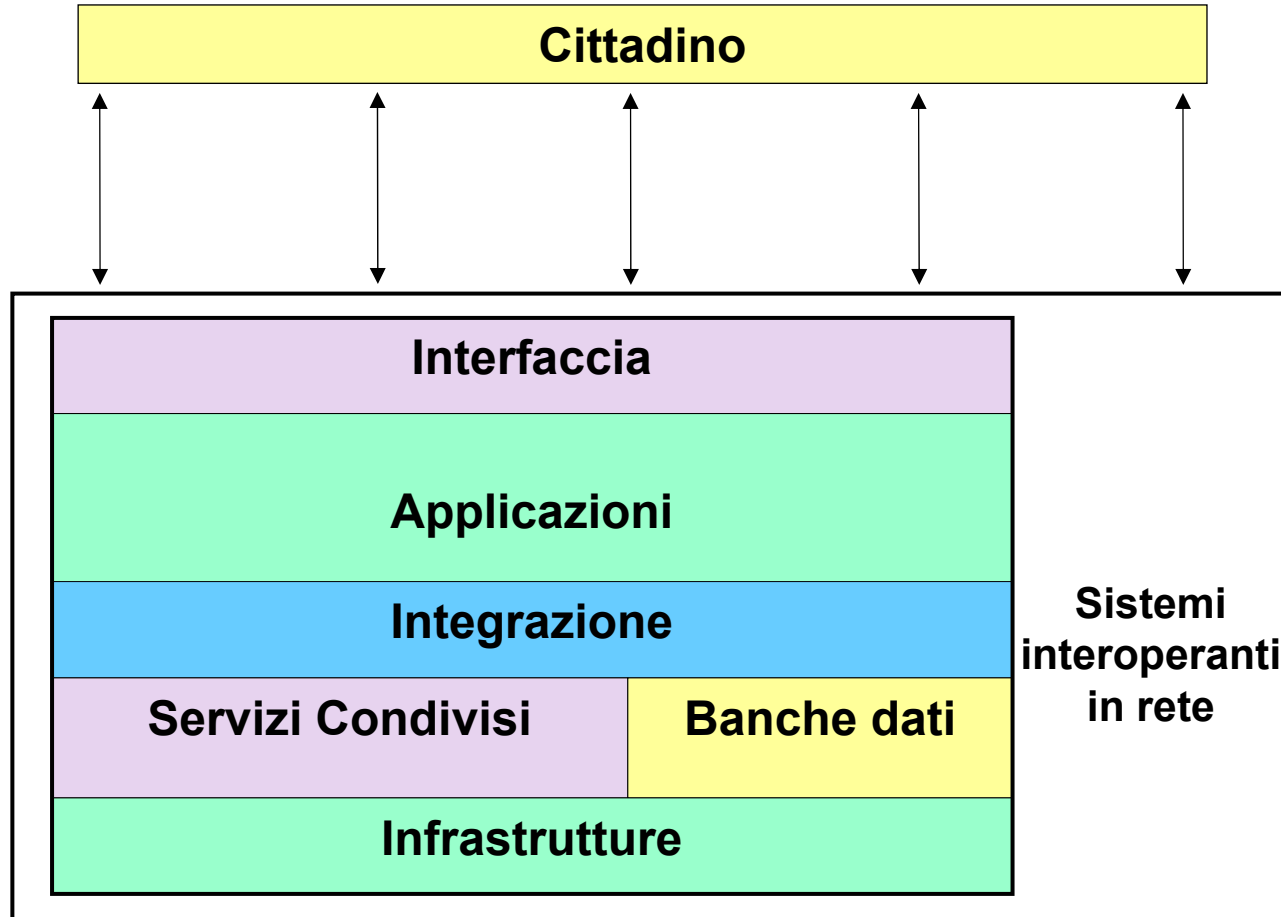 Cittadino
Interfaccia
Applicazioni
Integrazione
Servizi Condivisi
Banche dati
Infrastrutture
Sistemi
interoperanti
in rete